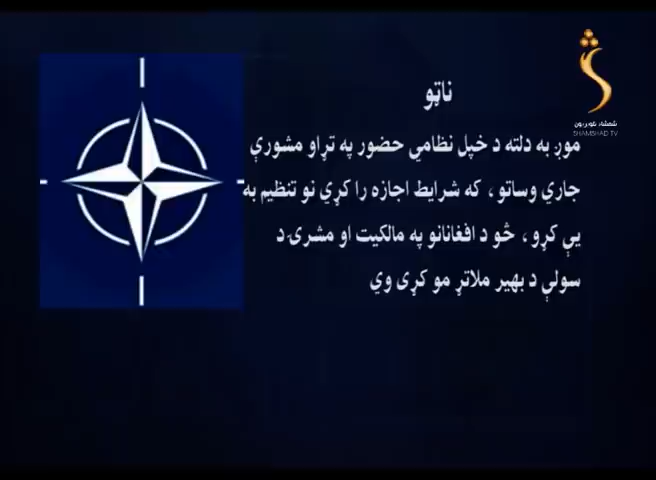 ناټو
موږ به دلته د خپل نظامي حضور په تړاو مشورې
جاري وساتو ، که شرایط اجازه را کړي نو تنظیم به
یې کړو ، څو د افغانانو په مالکیت او مشرۍ د
سولې د بهیر ملاتړ مو کړی وي
شمشاد تلویزیون
SHAMSHAD TV